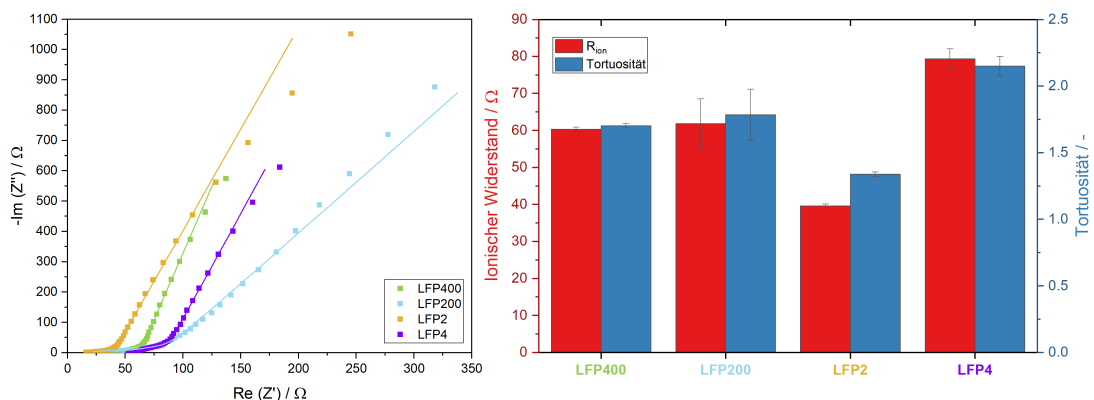 1100
1000
900
800
700
600
500
400
300
200
100
0
-Im (Z'') / Ω
0
50
100
150
200
250
300
350
Re (Z') / Ω
LFP400
LFP200
LFP2
LFP4
90
80
70
60
50
40
30
20
10
0
Ionischer Widerstand / Ω
Rion
Tortuosität
2.5
2.0
1.5
1.0
0.5
0.0
Tortuosität / -
LFP400
LFP200
LFP2
LFP4